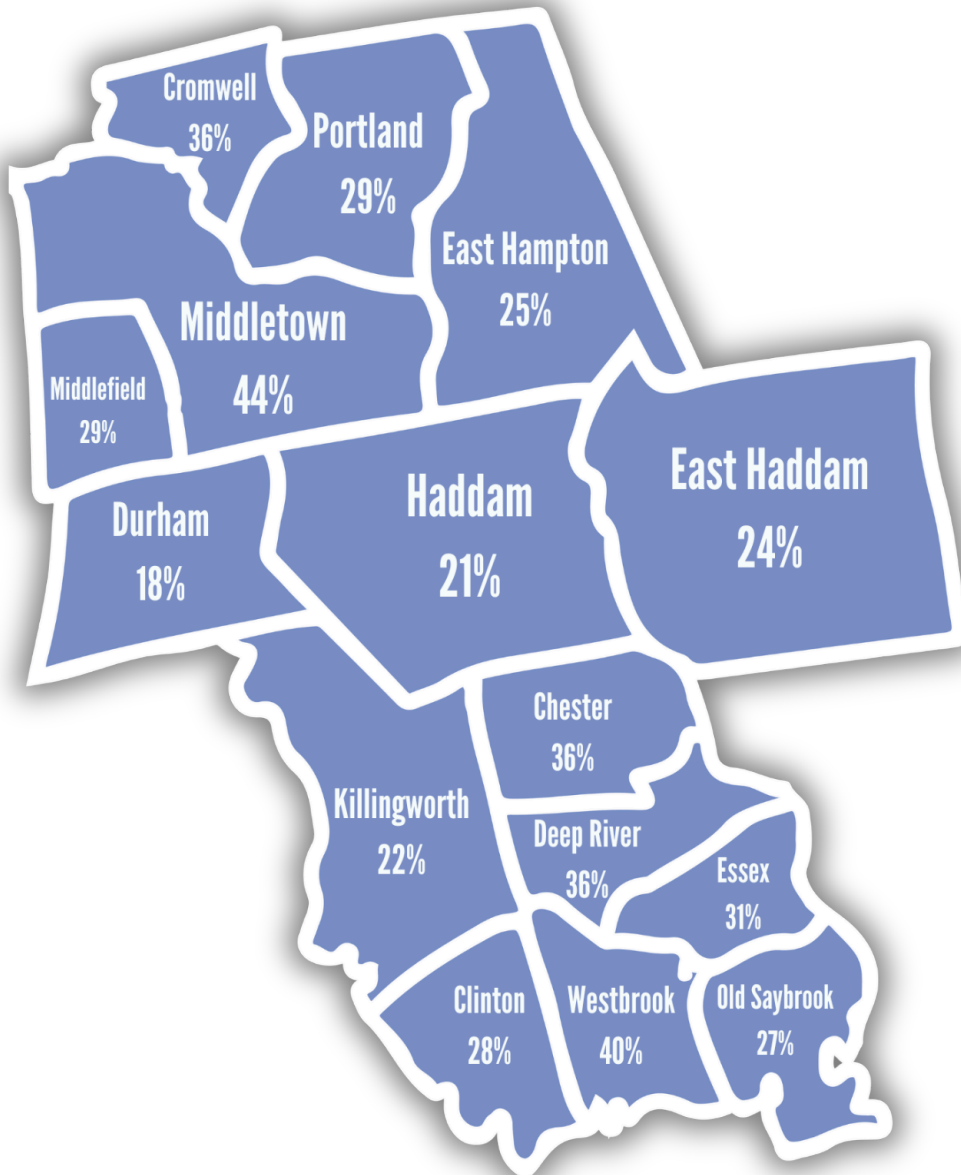 Cromwell
36%
Portland
29%
East Hampton
25%
Middletown
44%
Middlefield
29%
Durham
18%
Haddam
21%
East Haddam
24%
Chester
36%
Killingworth
22%
Deep River
36%
Essex
31%
Clinton
28%
Westbrook
40%
Old Saybrook
27%